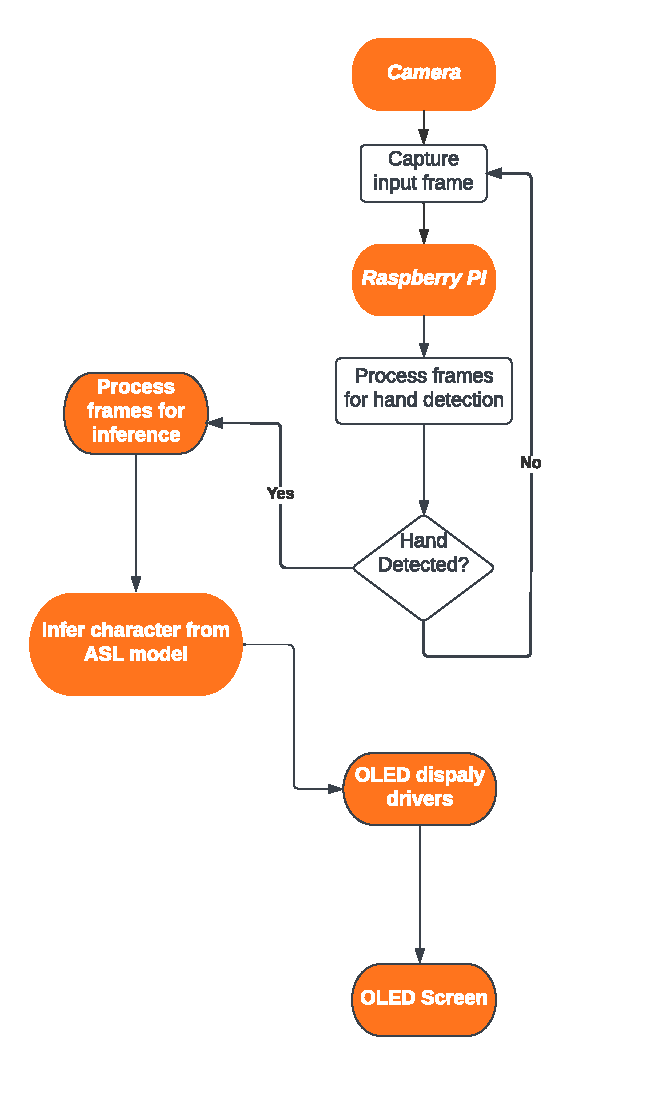 Camera
Capture
input frame
Raspberry PI
Process frames
for hand detection
Process
frames for
inference
No
Yes
Hand
Detected?
Infer character from
ASL model
OLED dispaly
drivers
OLED Screen